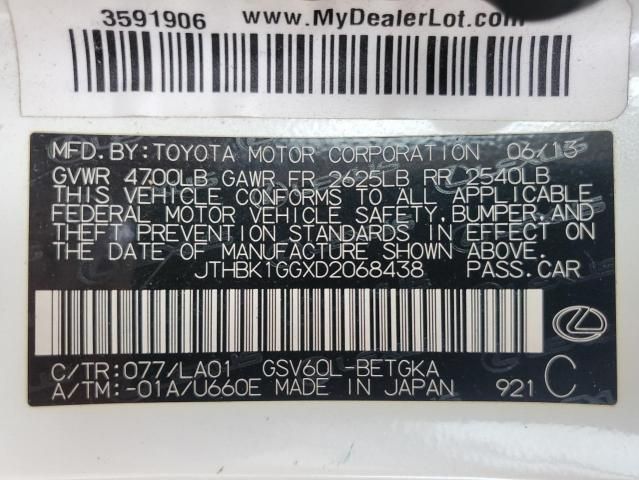 3591906 www.MyDealerLot.com
MFD.BY:TOYOTA MOTOR CORPORATION 06/13
GVWR 4700LB GAWR FR 2625LB RR 2540LB
THIS VEHICLE CONFORMS TO ALL APPLICABLE
FEDERAL MOTOR VEHICLE SAFETY,BUMPER,AND
THEFT PREVENTION STANDARDS IN EFFECT ON
THE DATE OF MANUFACTURE SHOWN ABOVE.
JTHBK1GGXD2068438 PASS.CAR
C/TR:077/LA01 GSV60L-BETGKA
A/TM:-01A/U660E MADE IN JAPAN 921 C